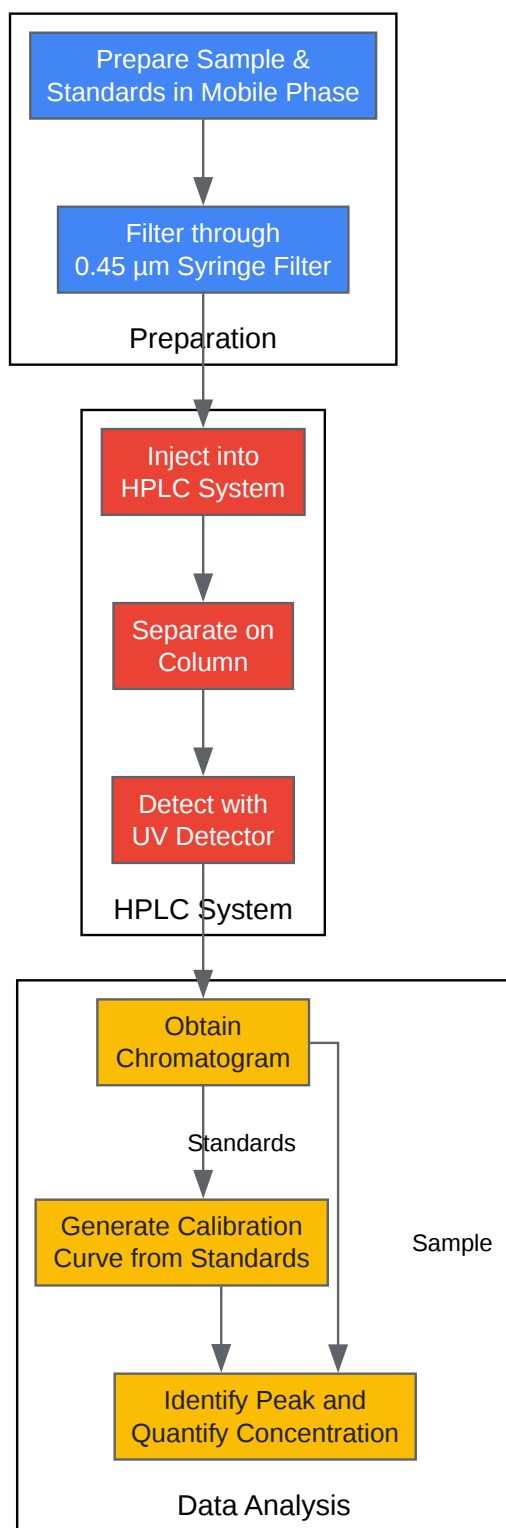 Prepare Sample &
Standards in Mobile Phase
Filter through
0.45 µm Syringe Filter
Preparation
Inject into
HPLC System
Separate on
Column
Detect with
UV Detector
HPLC System
Obtain
Chromatogram
Standards
Generate Calibration
Curve from Standards
Sample
Identify Peak and
Quantify Concentration
Data Analysis